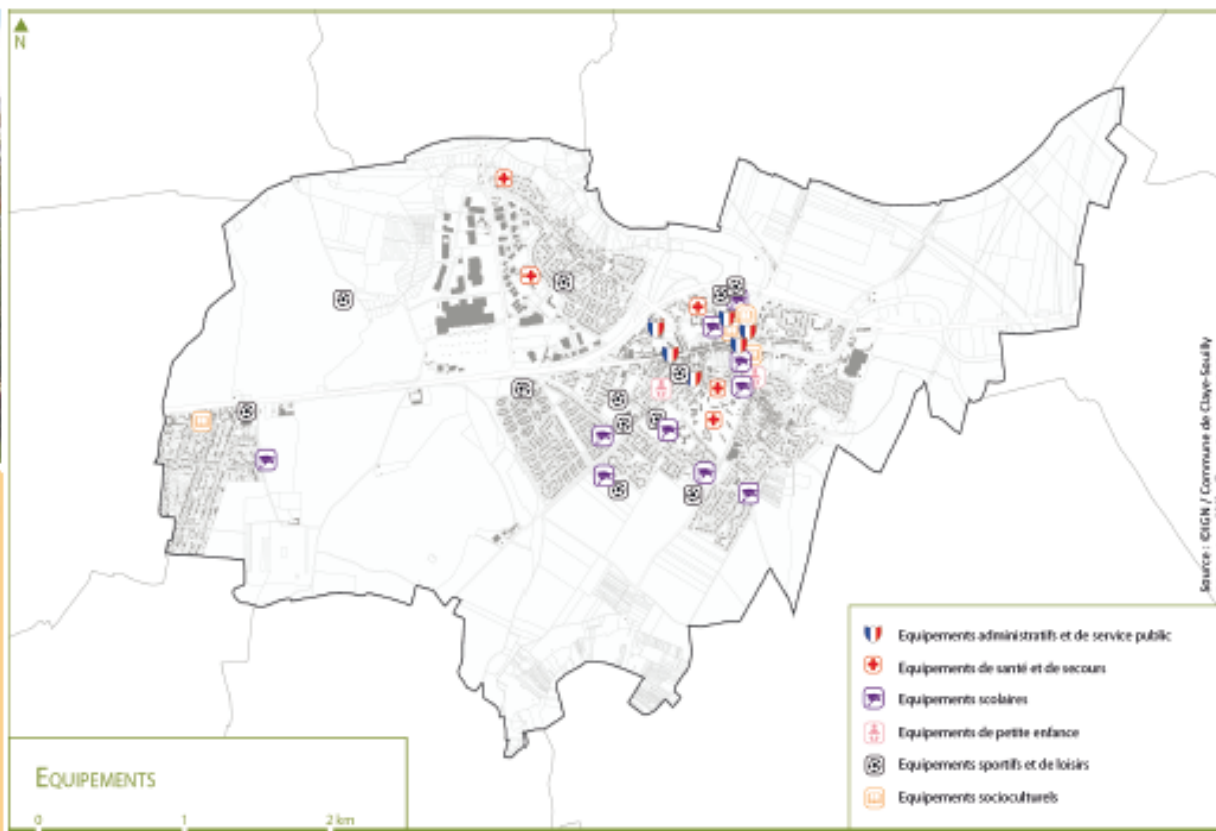 N
Source : ©IGN / Commune de Claye-Souilly
Equipements administratifs et de service public
Equipements de santé et de secours
Equipements scolaires
Equipements de petite enfance
Equipements sportifs et de loisirs
Equipements socioculturels
EQUIPEMENTS
0 1 2 km